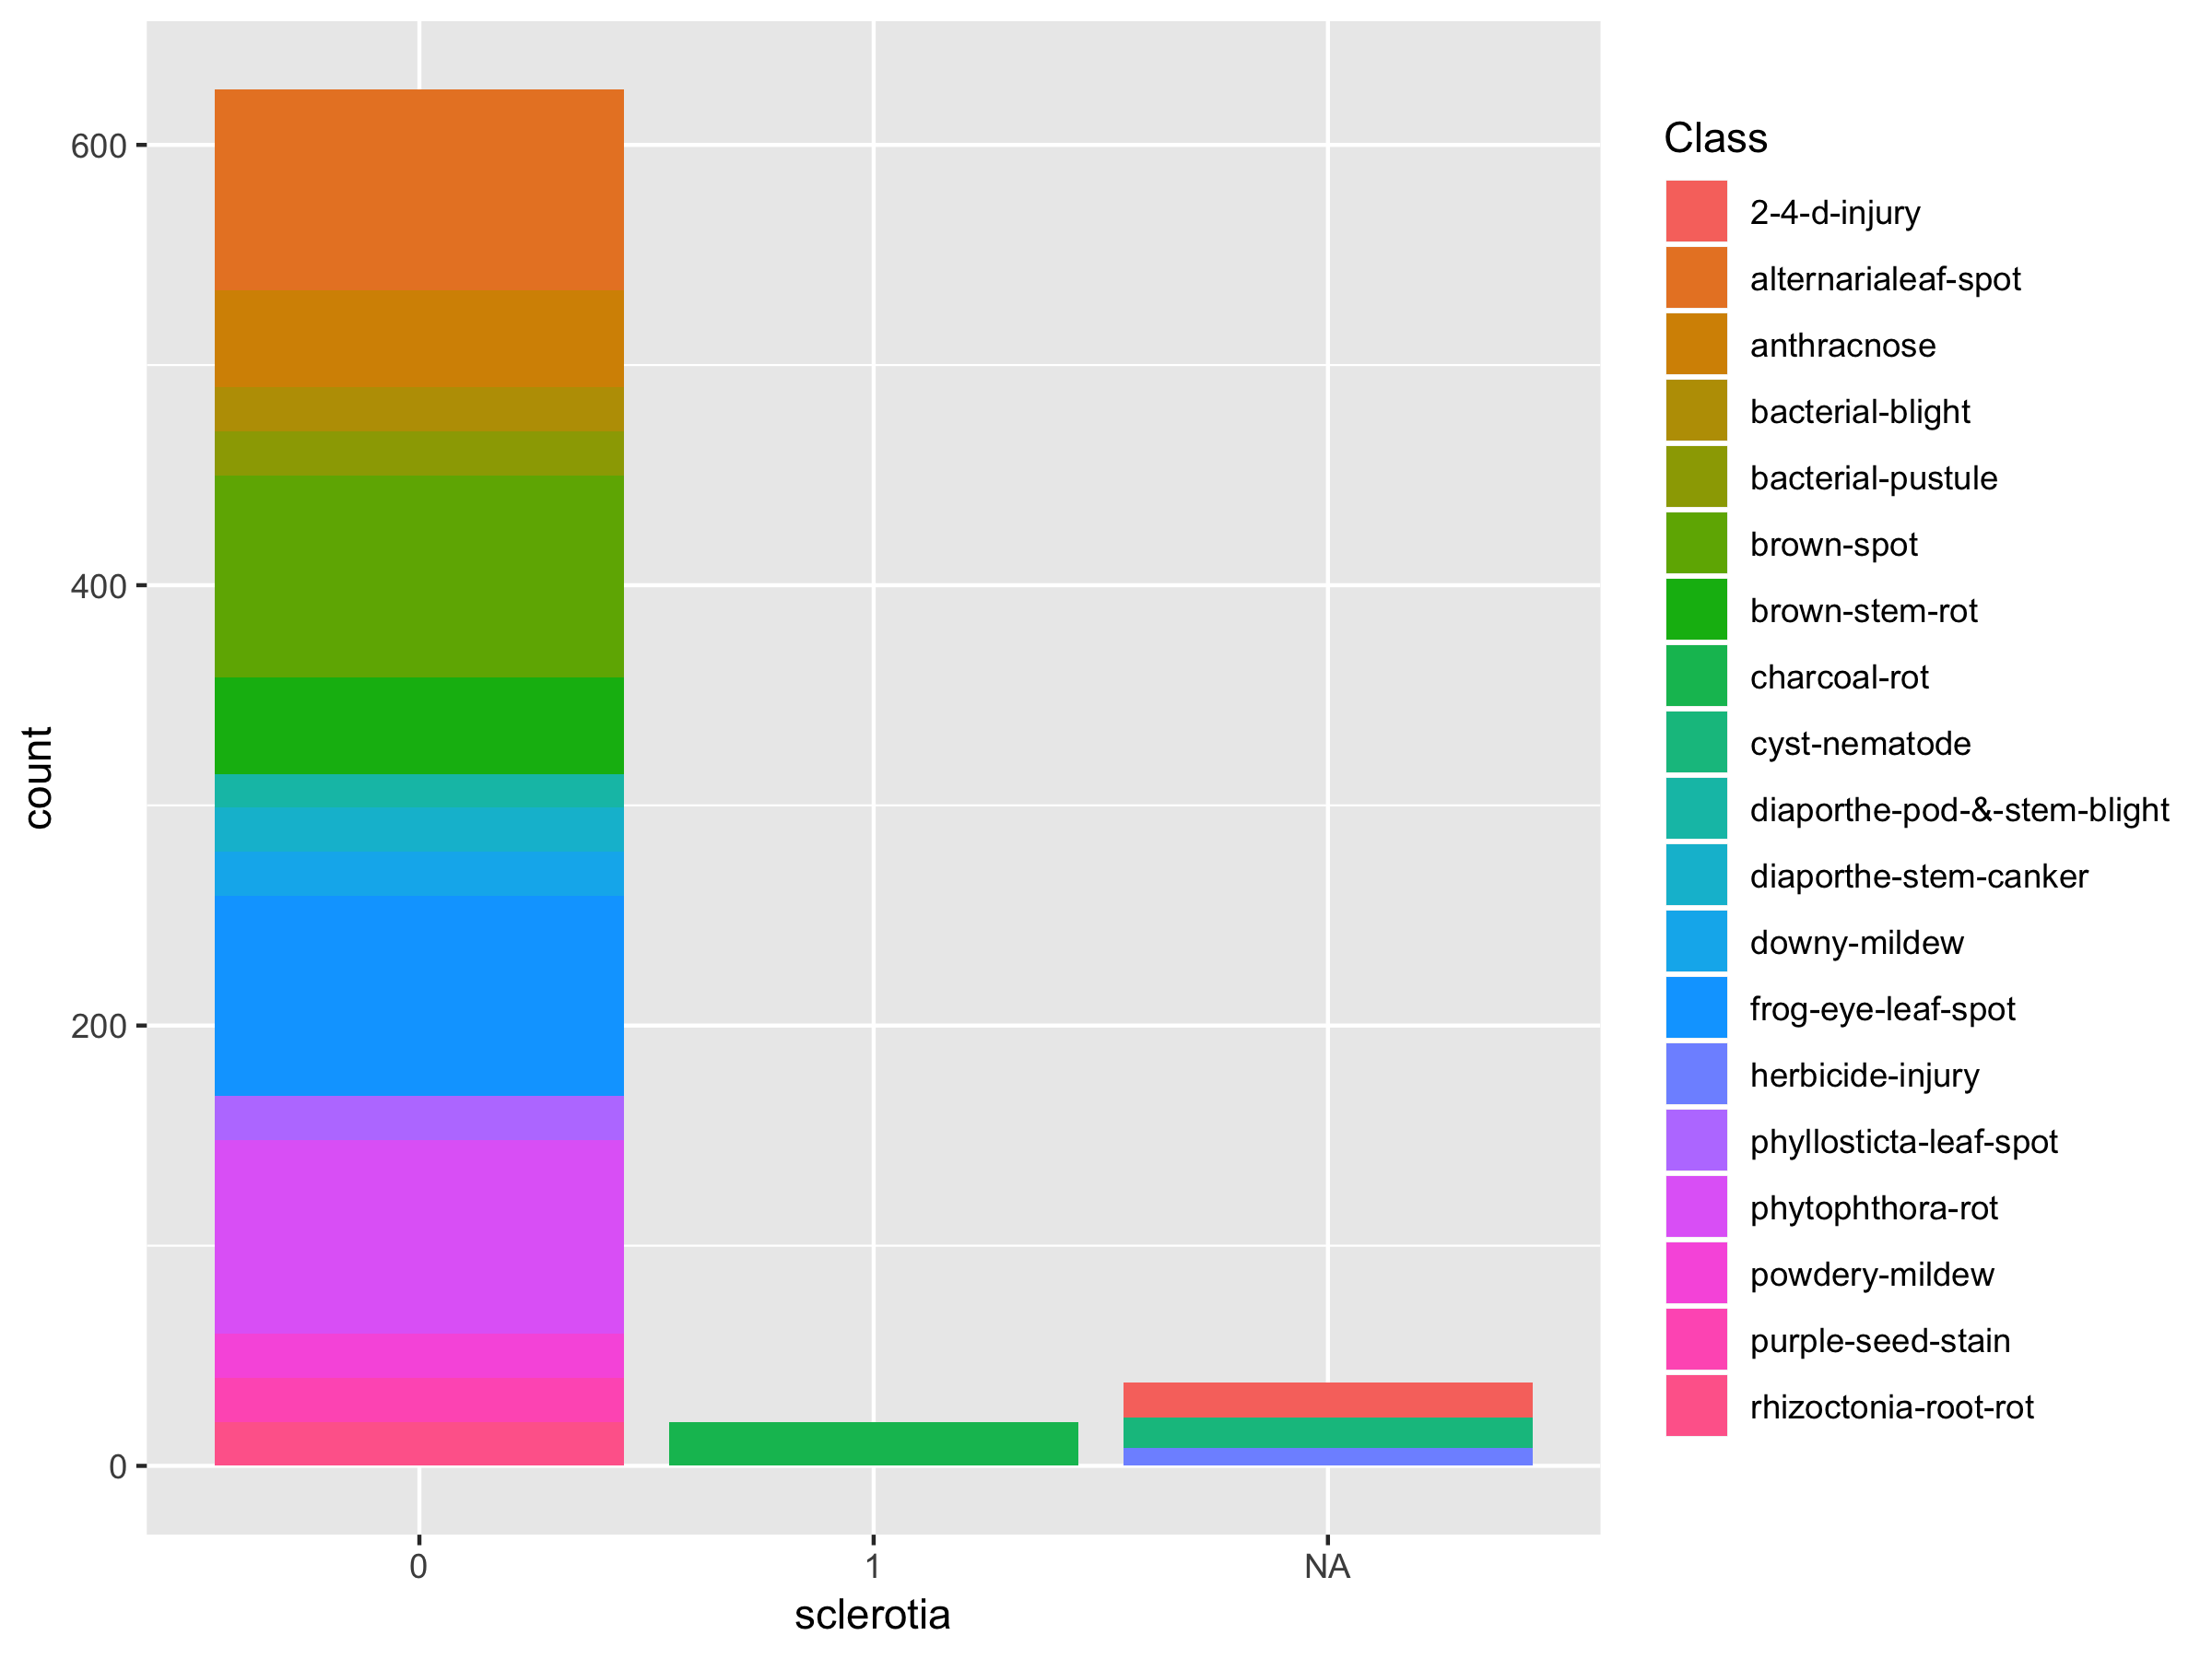 600
400
200
0
count
0
1
NA
sclerotia
Class
2-4-d-injury
alternarialeaf-spot
anthracnose
bacterial-blight
bacterial-pustule
brown-spot
brown-stem-rot
charcoal-rot
cyst-nematode
diaporthe-pod-&-stem-blight
diaporthe-stem-canker
downy-mildew
frog-eye-leaf-spot
herbicide-injury
phyllosticta-leaf-spot
phytophthora-rot
powdery-mildew
purple-seed-stain
rhizoctonia-root-rot